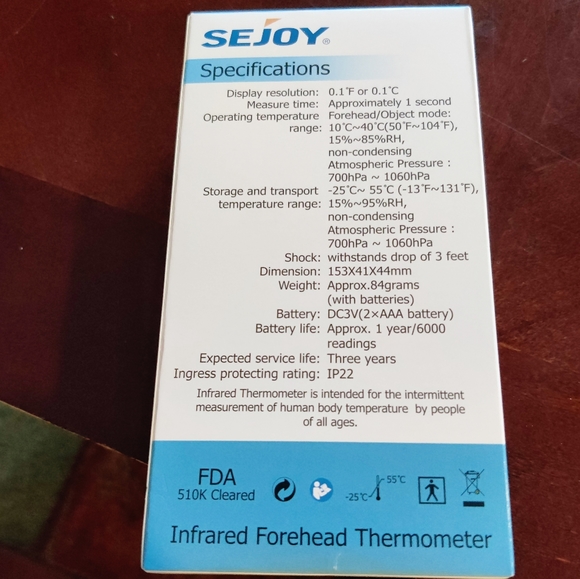 SEJOY®
Specifications
Display resolution: 0.1°F or 0.1°C
Measure time: Approximately 1 second
Operating temperature Forehead/Object mode:
range: 10°C~40°C(50°F~104°F),
15%~85%RH,
non-condensing
Atmospheric Pressure :
700hPa ~ 1060hPa
Storage and transport -25°C~ 55°C (-13°F~131°F),
temperature range: 15%~95%RH,
non-condensing
Atmospheric Pressure :
700hPa ~ 1060hPa
Shock: withstands drop of 3 feet
Dimension: 153X41X44mm
Weight: Approx.84grams
(with batteries)
Battery: DC3V(2×AAA battery)
Battery life: Approx. 1 year/6000
readings
Expected service life: Three years
Ingress protecting rating: IP22
Infrared Thermometer is intended for the intermittent
measurement of human body temperature by people
of all ages.
FDA
510K Cleared
-25°C 55°C
Infrared Forehead Thermometer